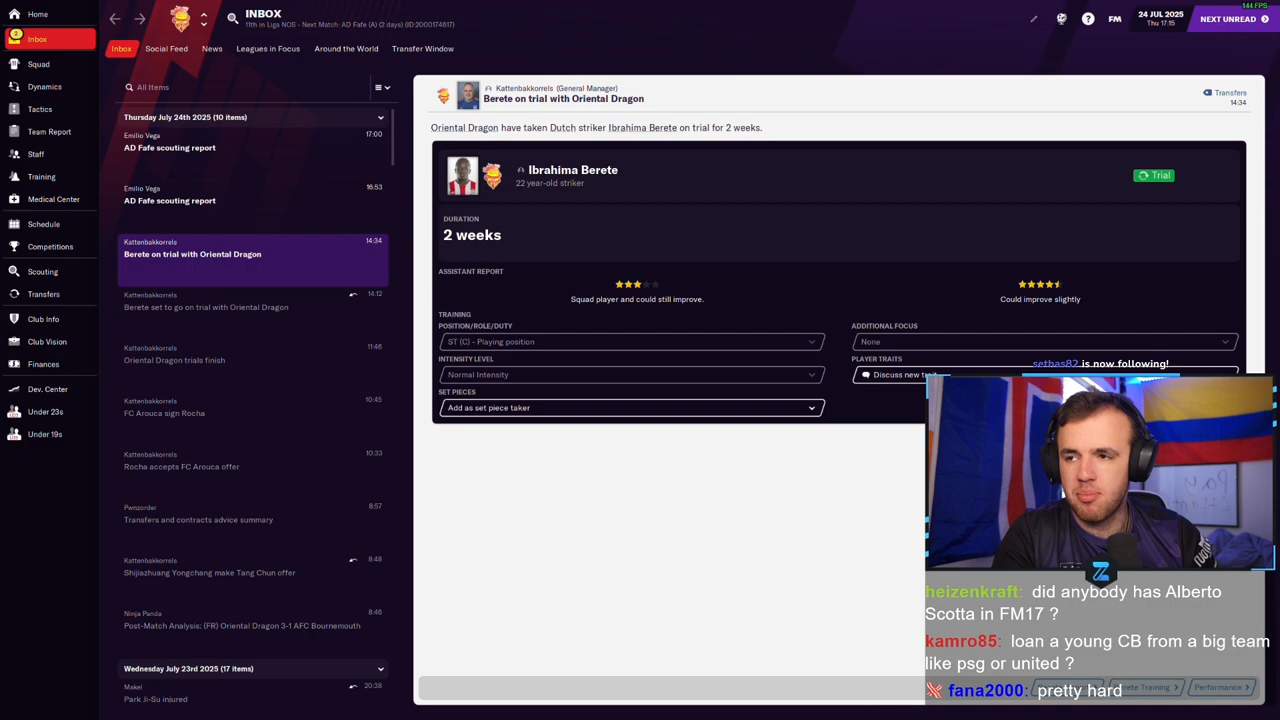 144 FPS
Home
INBOX
11th in Liga NOS - Next Match: AD Fafe (A) (2 days) (ID:2000174617)
FM
24 JUL 2025
Thu 17:15
NEXT UNREAD
2
Inbox
Squad
Dynamics
Tactics
Team Report
Staff
Training
Medical Center
Schedule
Competitions
Scouting
Transfers
Club Info
Club Vision
Finances
Dev. Center
Under 23s
Under 19s
Inbox
Social Feed
News
Leagues in Focus
Around the World
Transfer Window
All Items
Thursday July 24th 2025 (10 items)
Emilio Vega 17:00
AD Fafe scouting report
Emilio Vega 16:53
AD Fafe scouting report
Kattenbakkorrels 14:34
Berete on trial with Oriental Dragon
Kattenbakkorrels 14:12
Berete set to go on trial with Oriental Dragon
Kattenbakkorrels 11:46
Oriental Dragon trials finish
Kattenbakkorrels 10:45
FC Arouca sign Rocha
Kattenbakkorrels 10:33
Rocha accepts FC Arouca offer
Pwnzorder 8:57
Transfers and contracts advice summary
Kattenbakkorrels 8:48
Shijiazhuang Yongchang make Tang Chun offer
Ninja Panda 8:46
Post-Match Analysis: (FR) Oriental Dragon 3-1 AFC Bournemouth
Wednesday July 23rd 2025 (17 items)
Makel 20:38
Park Ji-Su injured
Kattenbakkorrels (General Manager)
Berete on trial with Oriental Dragon
Transfers
14:34
Oriental Dragon have taken Dutch striker Ibrahima Berete on trial for 2 weeks.
Ibrahima Berete
22 year-old striker
Trial
DURATION
2 weeks
ASSISTANT REPORT
Squad player and could still improve.
Could improve slightly
TRAINING
POSITION/ROLE/DUTY
ST (C) - Playing position
ADDITIONAL FOCUS
None
INTENSITY LEVEL
Normal Intensity
PLAYER TRAITS
Discuss new
SET PIECES
Add as set piece taker
setbas82 is now following!
heizenkraft: did anybody has Alberto
Scotta in FM17 ?
kamro85: loan a young CB from a big team
like psg or united ?
fana2000: pretty hard
Training
Performance